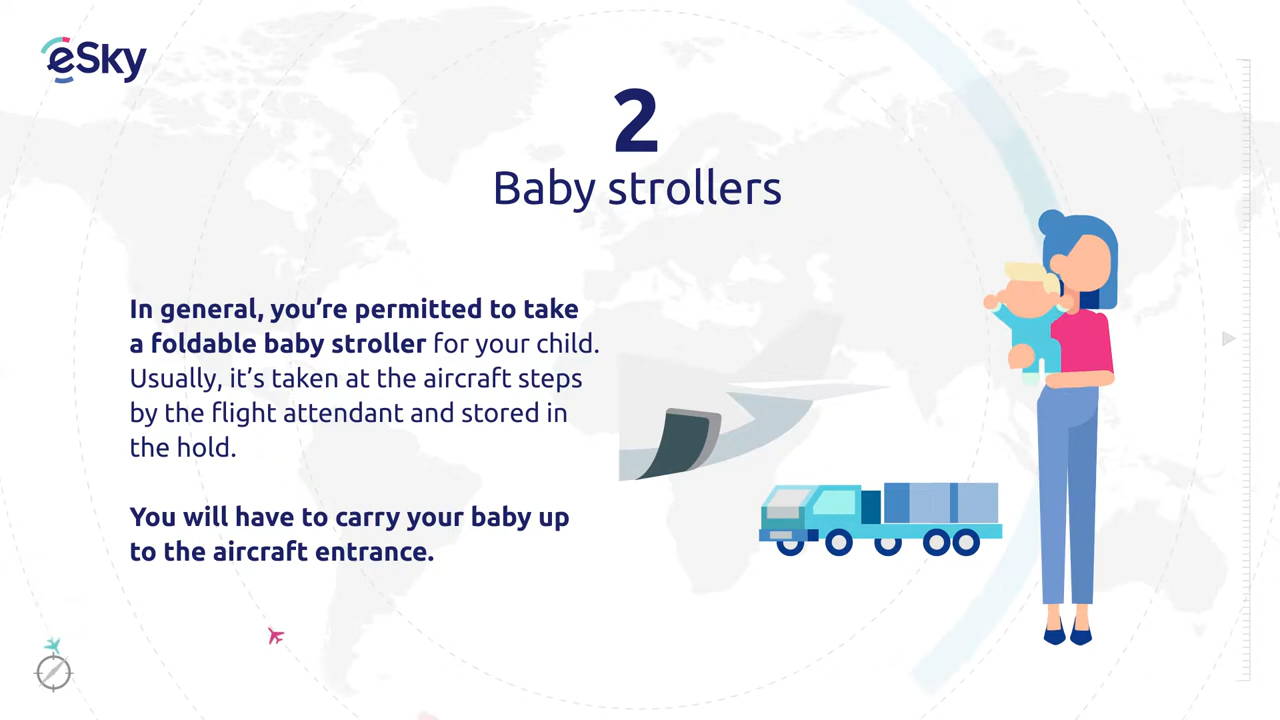 eSky
2
Baby strollers
In general, you’re permitted to take
a foldable baby stroller for your child.
Usually, it’s taken at the aircraft steps
by the flight attendant and stored in
the hold.
You will have to carry your baby up
to the aircraft entrance.